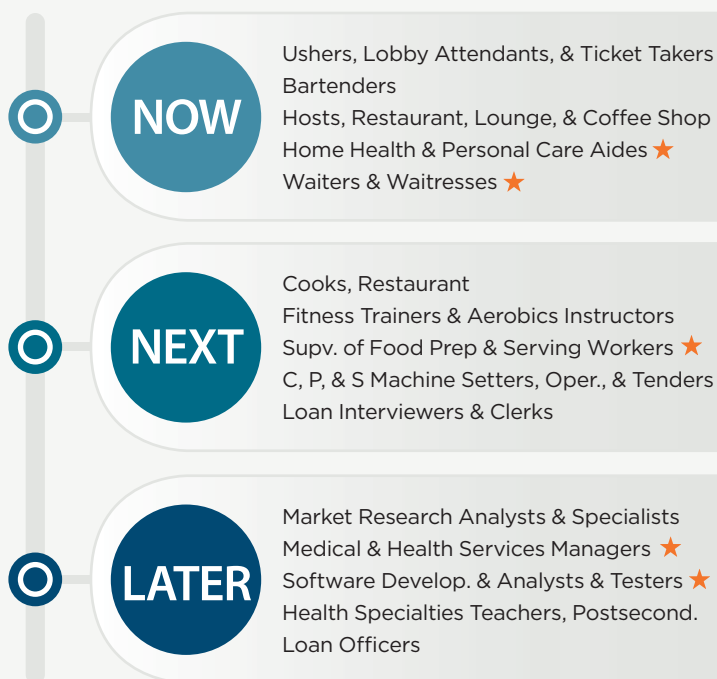 NOW
Ushers, Lobby Attendants, & Ticket Takers
Bartenders
Hosts, Restaurant, Lounge, & Coffee Shop
Home Health & Personal Care Aides ★
Waiters & Waitresses ★
NEXT
Cooks, Restaurant
Fitness Trainers & Aerobics Instructors
Supv. of Food Prep & Serving Workers ★
C, P, & S Machine Setters, Oper., & Tenders
Loan Interviewers & Clerks
LATER
Market Research Analysts & Specialists
Medical & Health Services Managers ★
Software Develop. & Analysts & Testers ★
Health Specialties Teachers, Postsecond.
Loan Officers